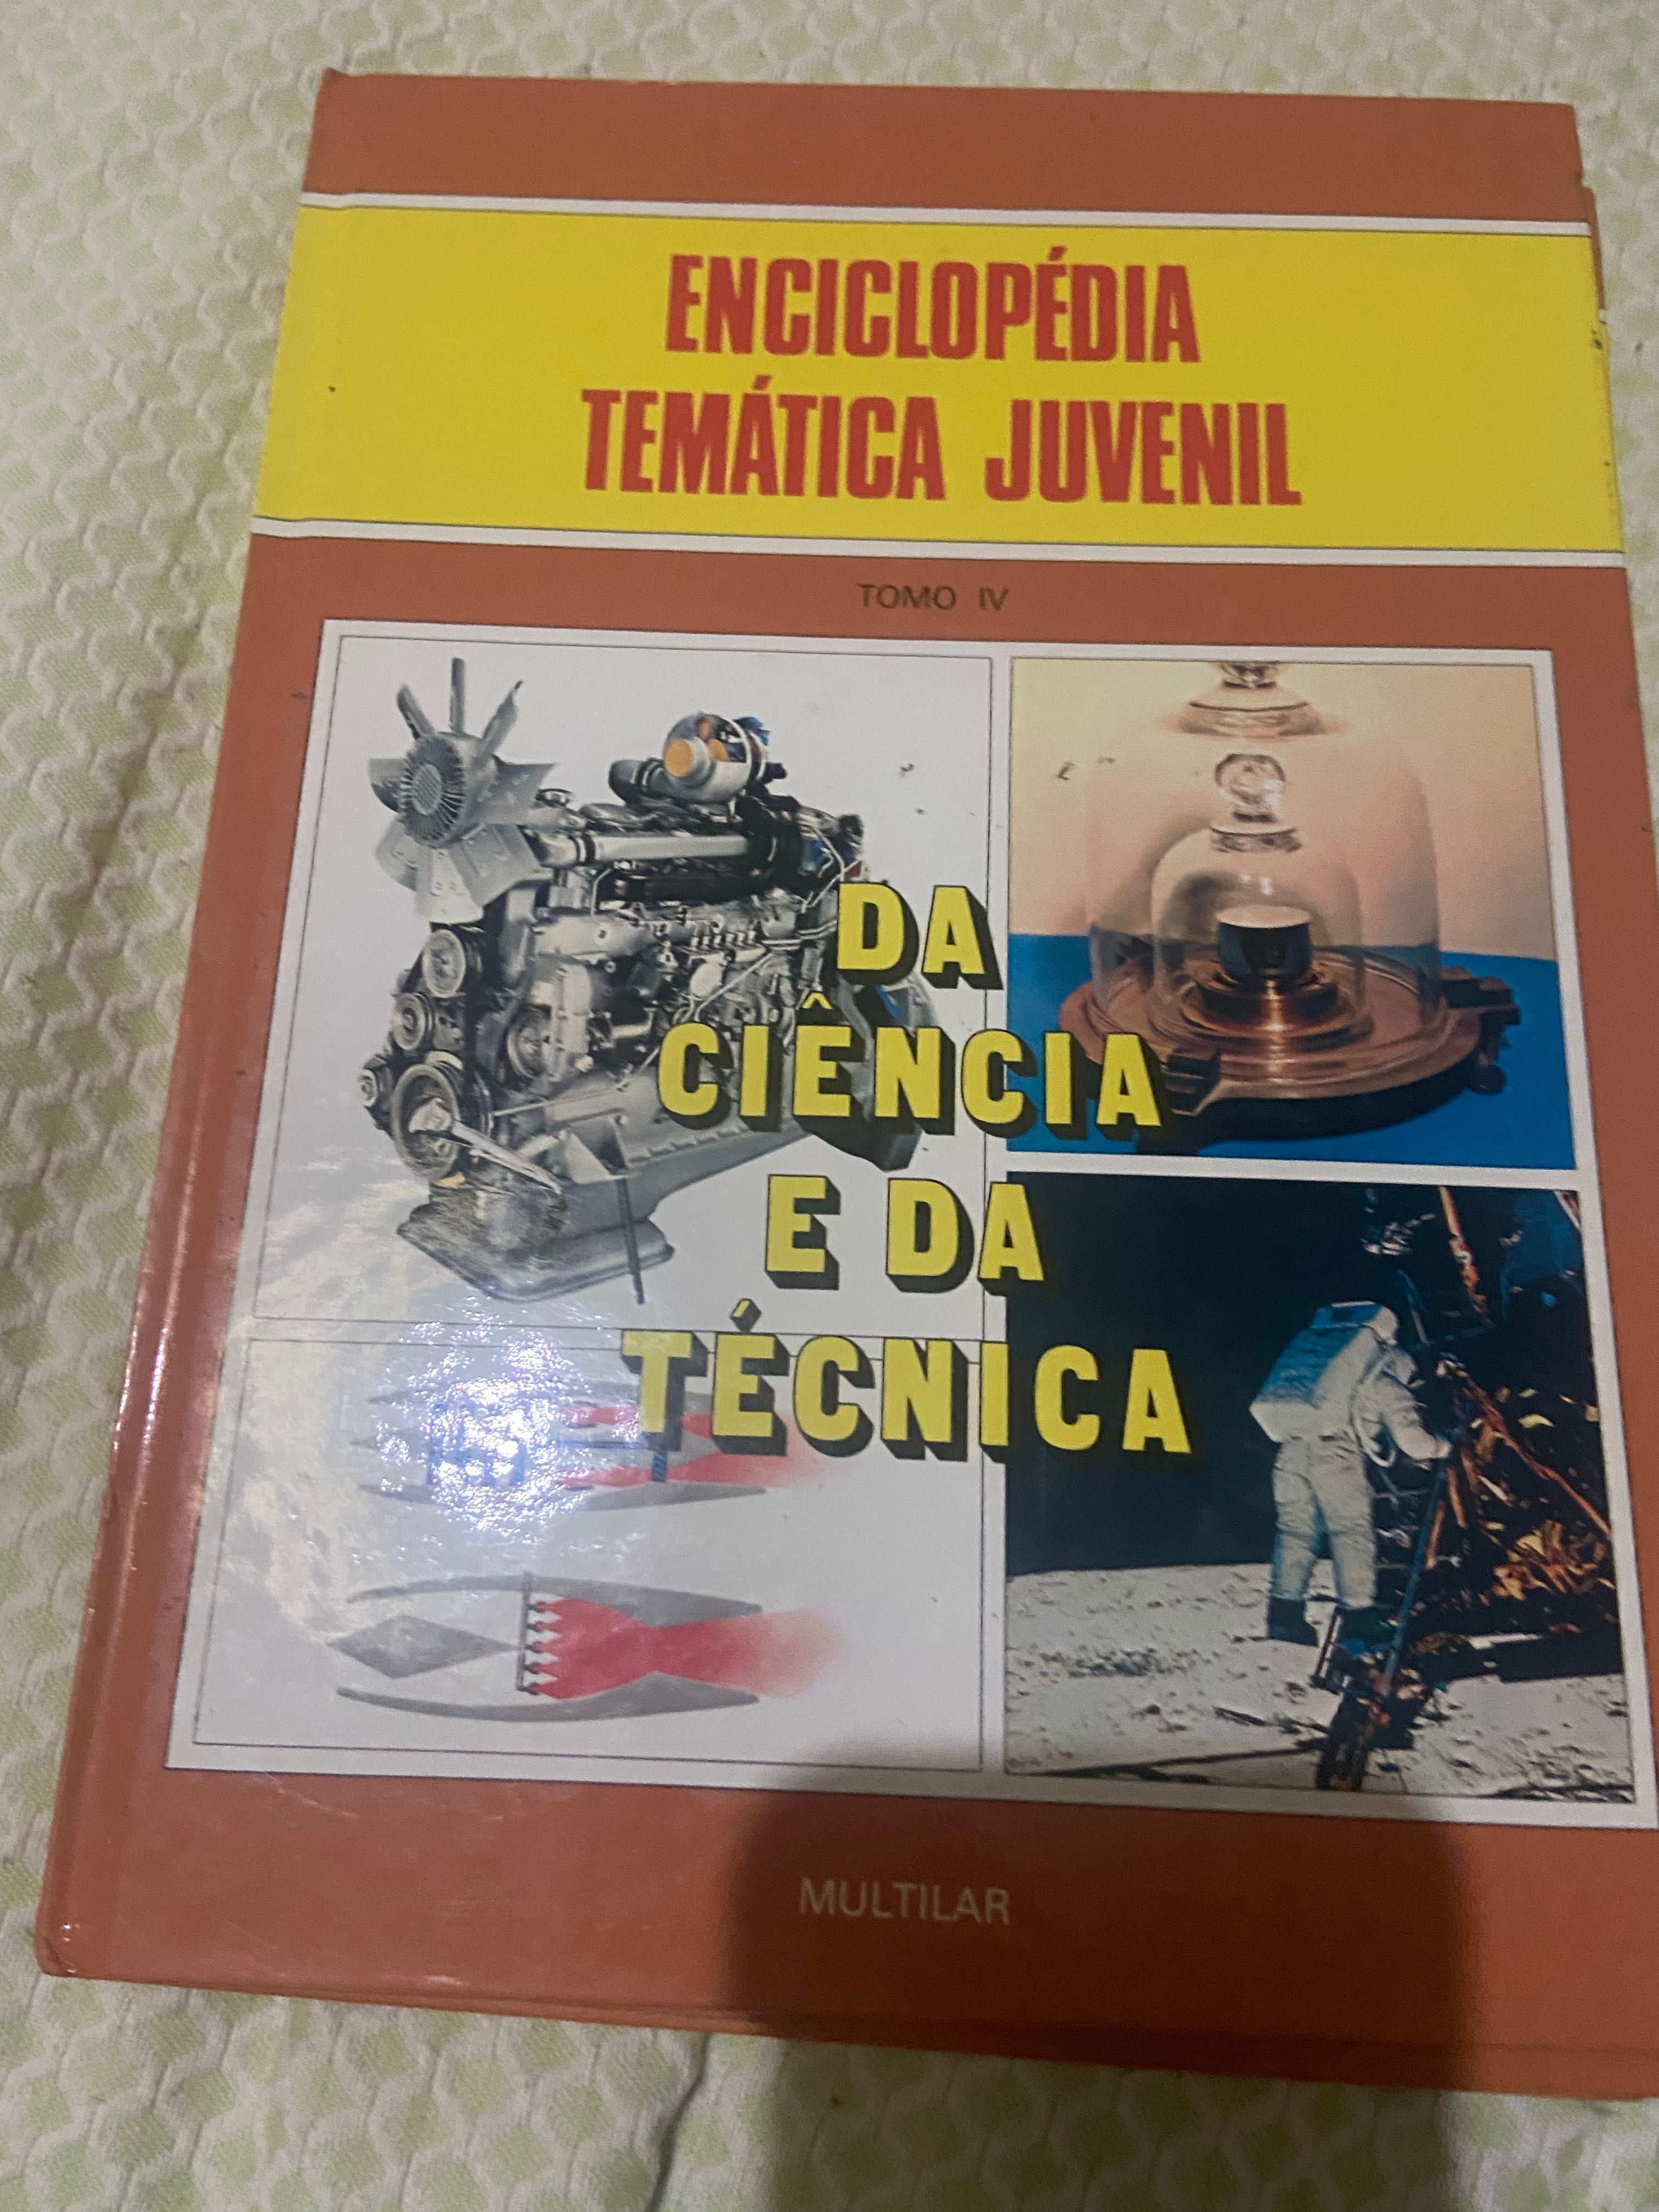 ENCICLOPÉDIA
TEMÁTICA JUVENIL
TOMO IV
DA
CIÊNCIA
E DA
TÉCNICA
MULTILAR